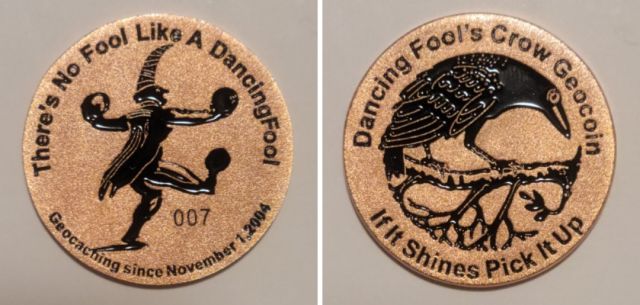 There's No Fool Like A DancingFool
007
Geocaching since November 1,2004
Dancing Fool's Crow Geocoin
If It Shines Pick It Up